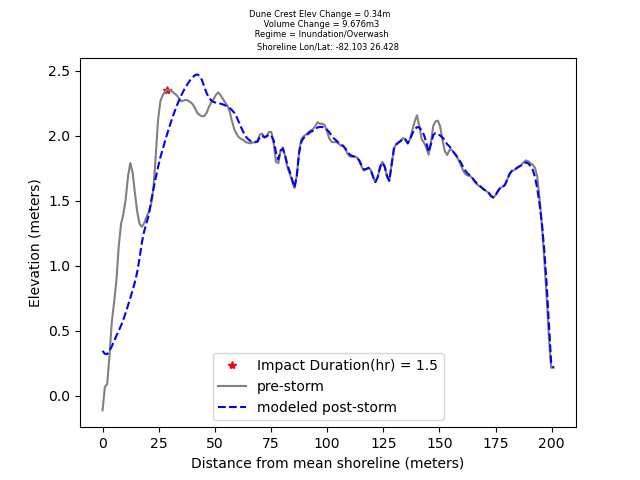 Dune Crest Elev Change = 0.34m
Volume Change = 9.676m3
Regime = Inundation/Overwash
Shoreline Lon/Lat: -82.103 26.428
2.5
2.0
1.5
1.0
0.5
0.0
Elevation (meters)
Impact Duration(hr) = 1.5
pre-storm
modeled post-storm
0 25 50 75 100 125 150 175 200
Distance from mean shoreline (meters)